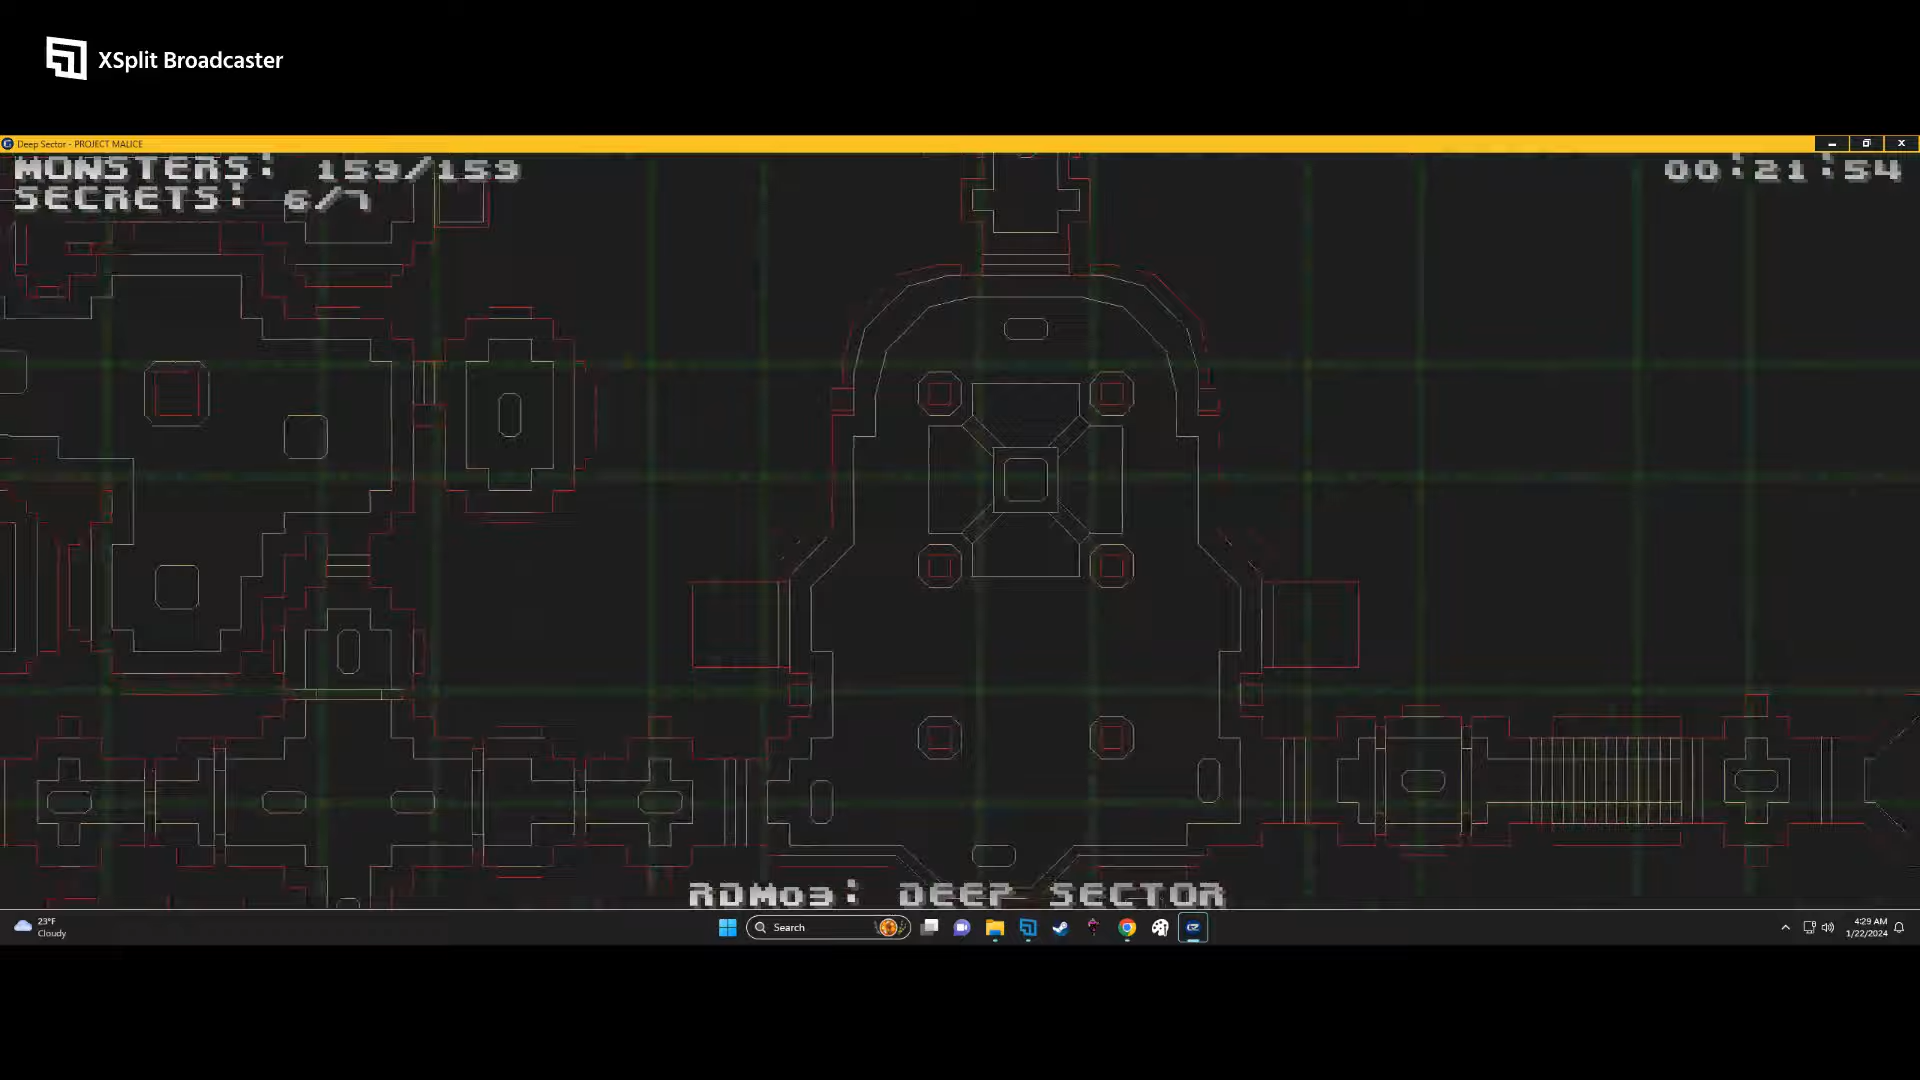 XSplit Broadcaster
Deep Sector - PROJECT MALICE
MONSTERS: 159/159
SECRETS: 6/7
00:21:54
RDM03: DEEP SECTOR
23°F
Cloudy
Search
4:29 AM
1/22/2024